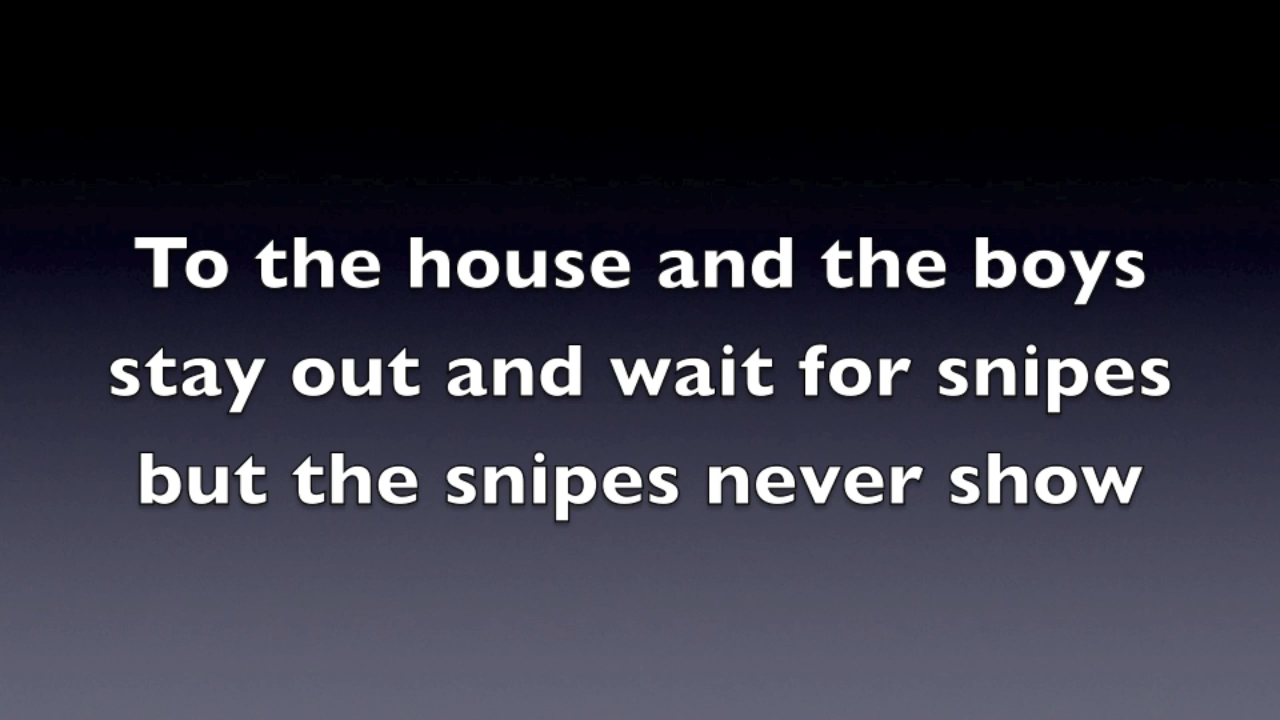 To the house and the boys
stay out and wait for snipes
but the snipes never show